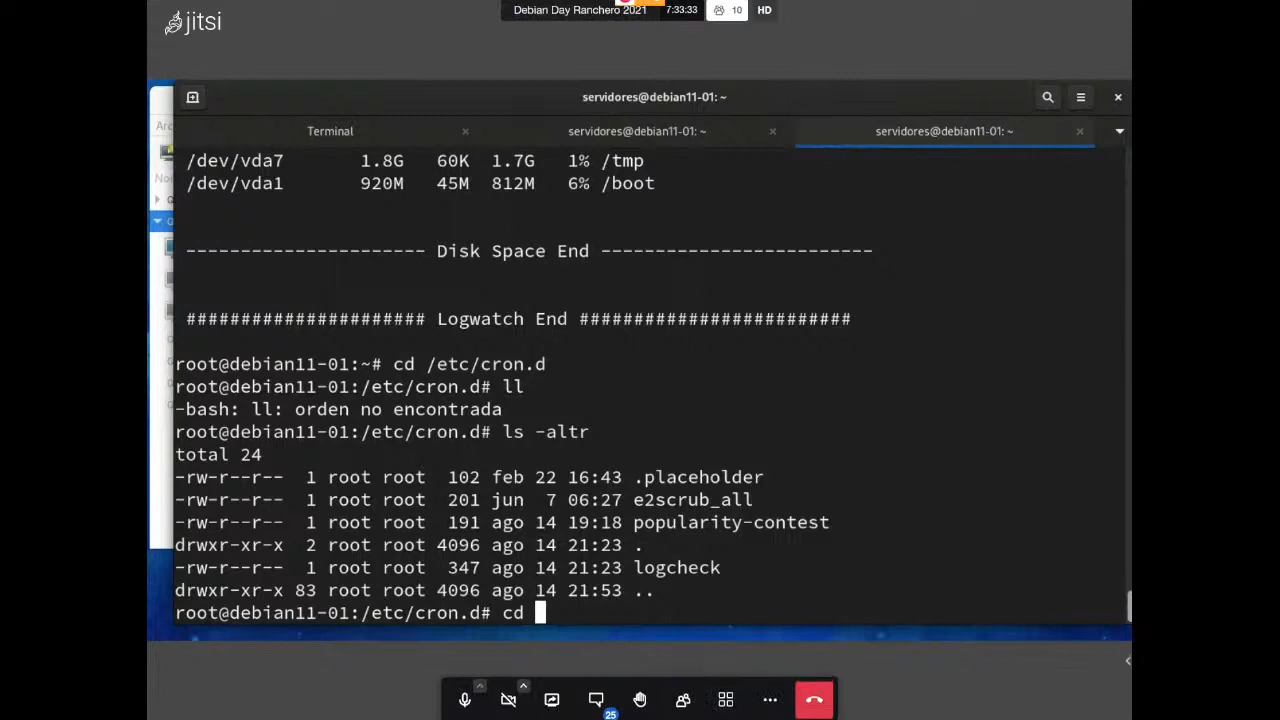 Debian Day Ranchero 2021 7:33:33 10 HD
jitsi
servidores@debian11-01: ~
Terminal servidores@debian11-01: ~ servidores@debian11-01: ~
/dev/vda7 1.8G 60K 1.7G 1% /tmp
/dev/vda1 920M 45M 812M 6% /boot
---------------------- Disk Space End -------------------------
###################### Logwatch End #########################
root@debian11-01:~# cd /etc/cron.d
root@debian11-01:/etc/cron.d# ll
-bash: ll: orden no encontrada
root@debian11-01:/etc/cron.d# ls -altr
total 24
-rw-r--r-- 1 root root 102 feb 22 16:43 .placeholder
-rw-r--r-- 1 root root 201 jun 7 06:27 e2scrub_all
-rw-r--r-- 1 root root 191 ago 14 19:18 popularity-contest
drwxr-xr-x 2 root root 4096 ago 14 21:23 .
-rw-r--r-- 1 root root 347 ago 14 21:23 logcheck
drwxr-xr-x 83 root root 4096 ago 14 21:53 ..
root@debian11-01:/etc/cron.d# cd
25